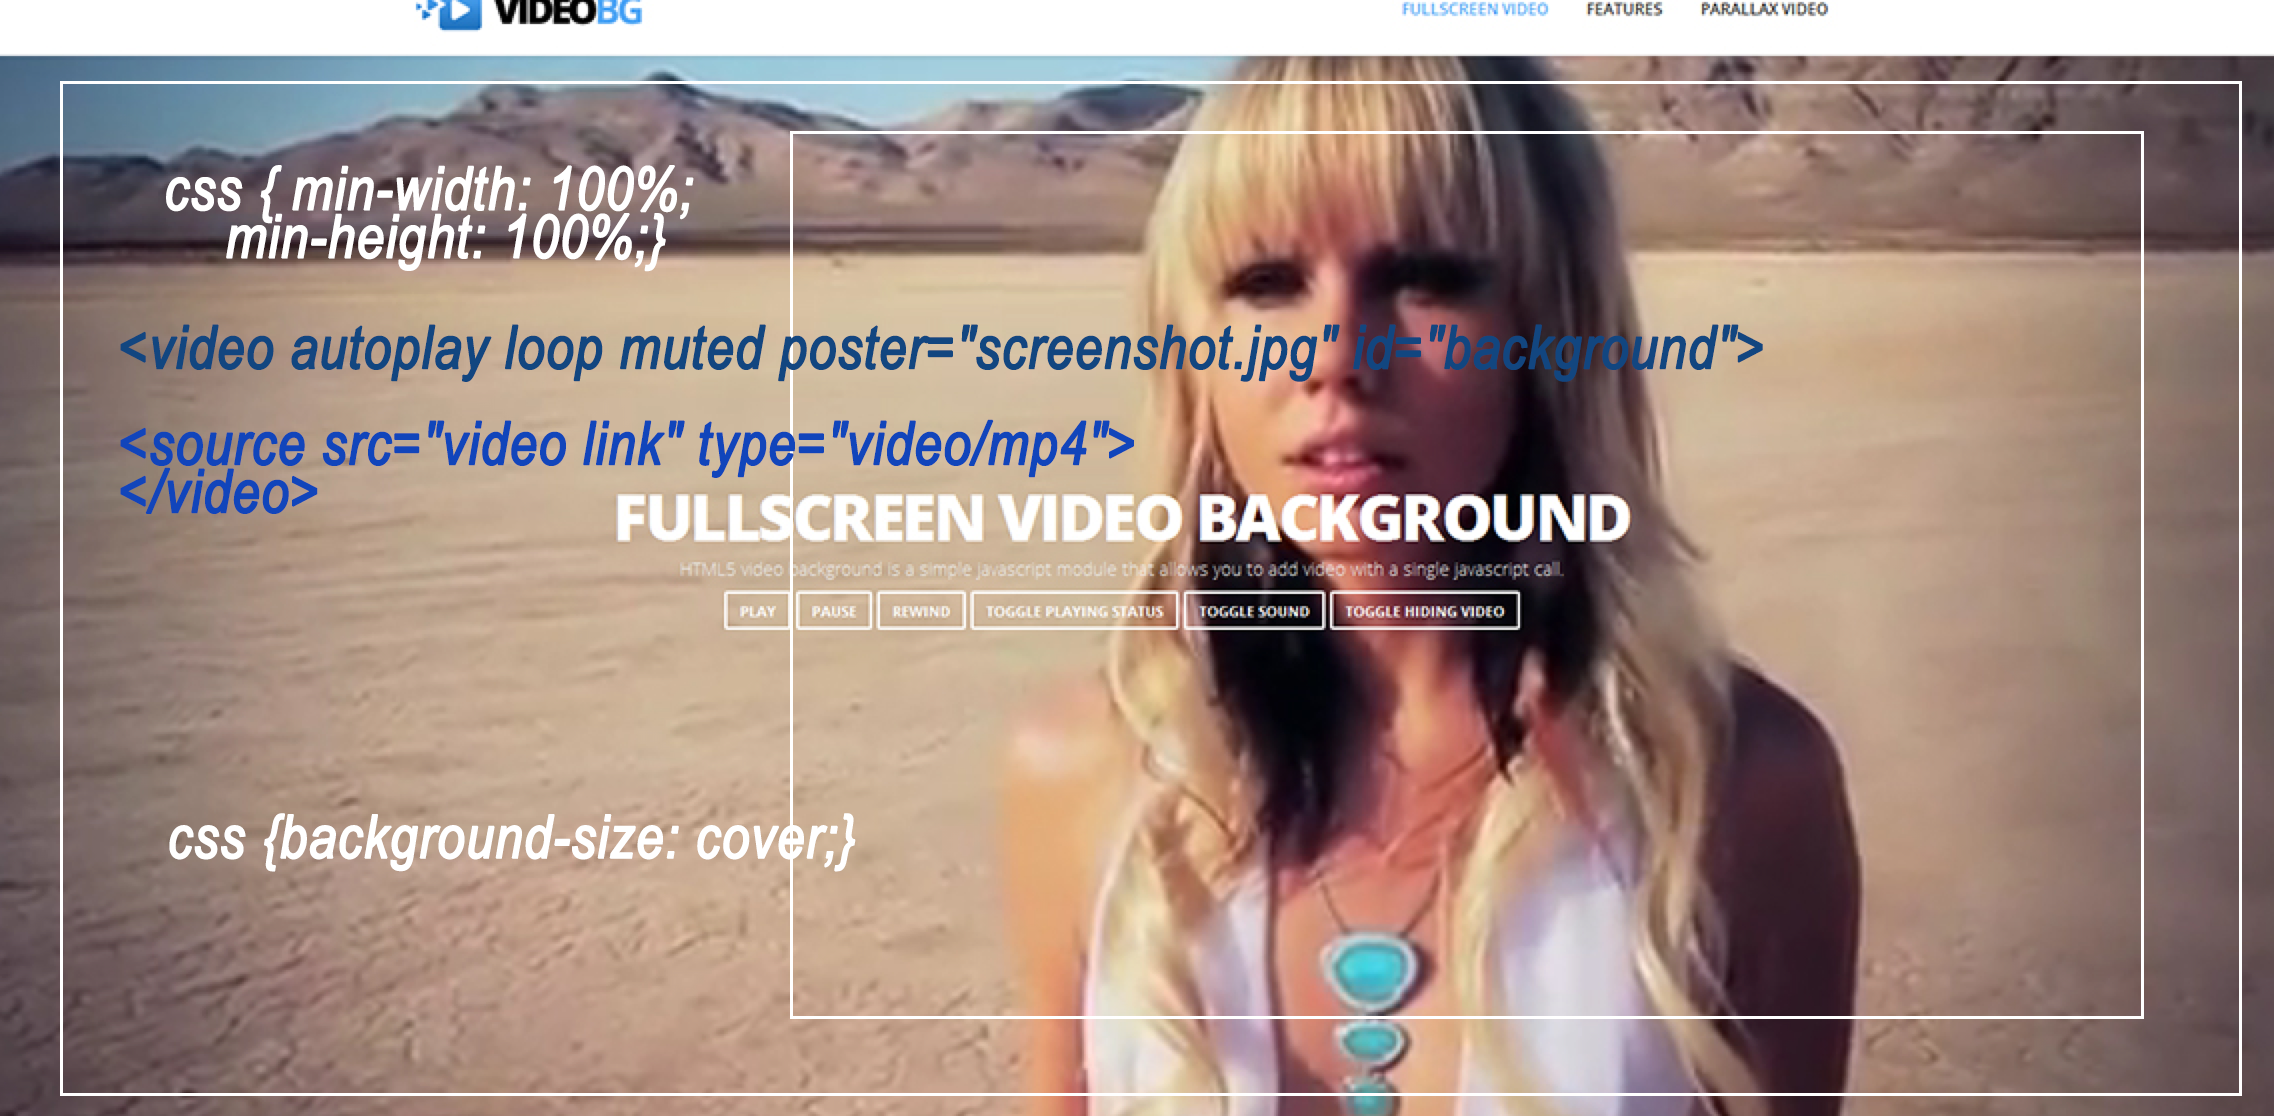 VIDEOBG
FULLSCREEN VIDEO FEATURES PARALLAX VIDEO
css { min-width: 100%;
min-height: 100%;}
<video autoplay loop muted poster="screenshot.jpg" id="background">
<source src="video link" type="video/mp4">
</video>
FULLSCREEN VIDEO BACKGROUND
HTML5 video background is a simple javascript module that allows you to add video with a single javascript call.
PLAY PAUSE REWIND TOGGLE PLAYING STATUS TOGGLE SOUND TOGGLE HIDING VIDEO
css {background-size: cover;}